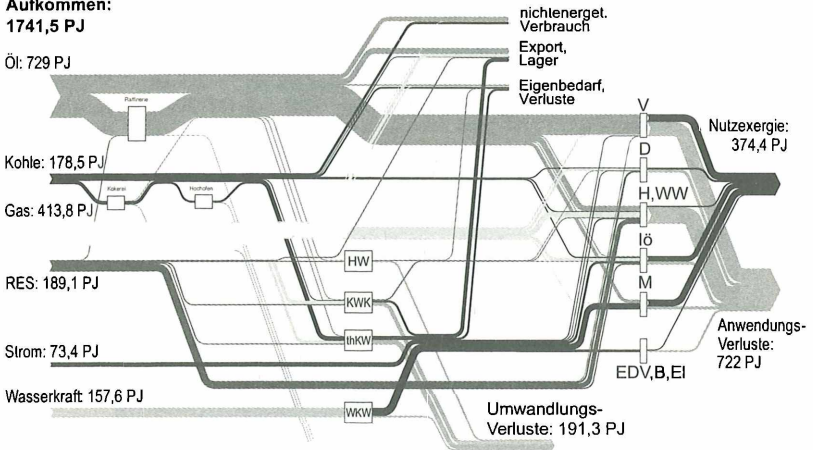 Aufkommen:
1741,5 PJ
Öl: 729 PJ
Raffinerie
Kohle: 178,5 PJ
Kokerei
Hochofen
Gas: 413,8 PJ
RES: 189,1 PJ
Strom: 73,4 PJ
Wasserkraft: 157,6 PJ
HW
KWK
thKW
WKW
nichtenerget.
Verbrauch
Export,
Lager
Eigenbedarf,
Verluste
V
D
H,WW
Iö
M
EDV,B,El
Nutzexergie:
374,4 PJ
Anwendungs-
Verluste:
722 PJ
Umwandlungs-
Verluste: 191,3 PJ